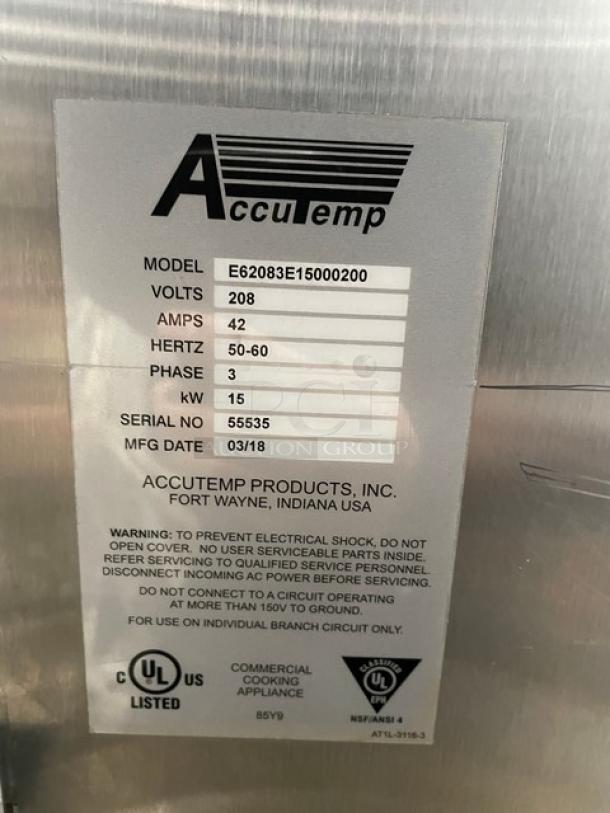 AccuTemp
MODEL E62083E15000200
VOLTS 208
AMPS 42
HERTZ 50-60
PHASE 3
kW 15
SERIAL NO 55535
MFG DATE 03/18
PCi
AUCTION GROUP
ACCUTEMP PRODUCTS, INC.
FORT WAYNE, INDIANA USA
WARNING: TO PREVENT ELECTRICAL SHOCK, DO NOT
OPEN COVER. NO USER SERVICEABLE PARTS INSIDE.
REFER SERVICING TO QUALIFIED SERVICE PERSONNEL.
DISCONNECT INCOMING AC POWER BEFORE SERVICING.
DO NOT CONNECT TO A CIRCUIT OPERATING
AT MORE THAN 150V TO GROUND.
FOR USE ON INDIVIDUAL BRANCH CIRCUIT ONLY.
C UL US
LISTED
COMMERCIAL
COOKING
APPLIANCE
85Y9
CLASSIFIED
UL
EPH
NSF/ANSI 4
AT1L-3116-3